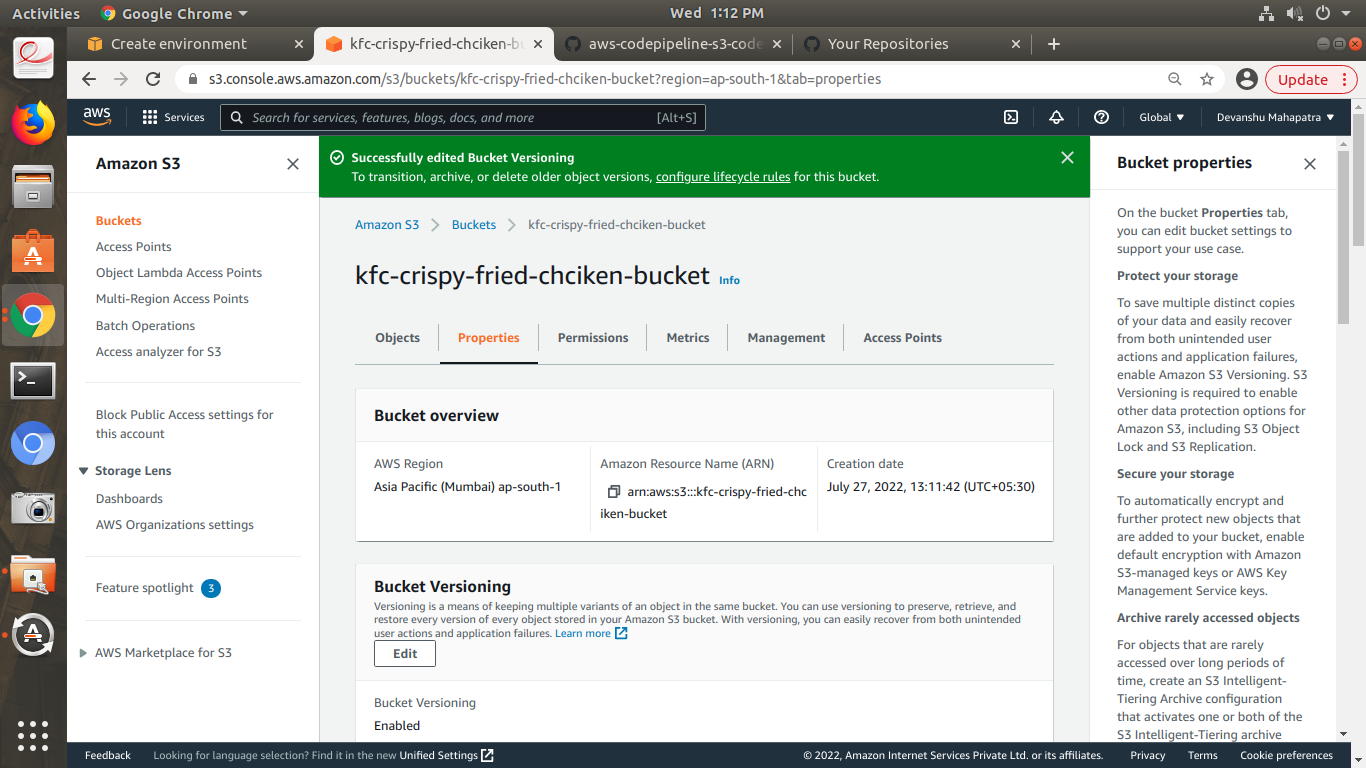 Activities
Google Chrome
Wed 1:12 PM
Create environment
kfc-crispy-fried-chciken-bu
aws-codepipeline-s3-code
Your Repositories
s3.console.aws.amazon.com/s3/buckets/kfc-crispy-fried-chciken-bucket?region=ap-south-1&tab=properties
Update
aws
Services
Search for services, features, blogs, docs, and more
[Alt+S]
Global
Devanshu Mahapatra
Amazon S3
Buckets
Access Points
Object Lambda Access Points
Multi-Region Access Points
Batch Operations
Access analyzer for S3
Block Public Access settings for
this account
Storage Lens
Dashboards
AWS Organizations settings
Feature spotlight 3
AWS Marketplace for S3
Successfully edited Bucket Versioning
To transition, archive, or delete older object versions, configure lifecycle rules for this bucket.
Amazon S3
Buckets
kfc-crispy-fried-chciken-bucket
kfc-crispy-fried-chciken-bucket Info
Objects
Properties
Permissions
Metrics
Management
Access Points
Bucket overview
AWS Region
Asia Pacific (Mumbai) ap-south-1
Amazon Resource Name (ARN)
arn:aws:s3:::kfc-crispy-fried-chc
iken-bucket
Creation date
July 27, 2022, 13:11:42 (UTC+05:30)
Bucket Versioning
Versioning is a means of keeping multiple variants of an object in the same bucket. You can use versioning to preserve, retrieve, and
restore every version of every object stored in your Amazon S3 bucket. With versioning, you can easily recover from both unintended
user actions and application failures. Learn more
Edit
Bucket Versioning
Enabled
Bucket properties
On the bucket Properties tab,
you can edit bucket settings to
support your use case.
Protect your storage
To save multiple distinct copies
of your data and easily recover
from both unintended user
actions and application failures,
enable Amazon S3 Versioning. S3
Versioning is required to enable
other data protection options for
Amazon S3, including S3 Object
Lock and S3 Replication.
Secure your storage
To automatically encrypt and
further protect new objects that
are added to your bucket, enable
default encryption with Amazon
S3-managed keys or AWS Key
Management Service keys.
Archive rarely accessed objects
For objects that are rarely
accessed over long periods of
time, create an S3 Intelligent-
Tiering Archive configuration
that activates one or both of the
S3 Intelligent-Tiering archive
Feedback
Looking for language selection? Find it in the new Unified Settings
© 2022, Amazon Internet Services Private Ltd. or its affiliates.
Privacy
Terms
Cookie preferences